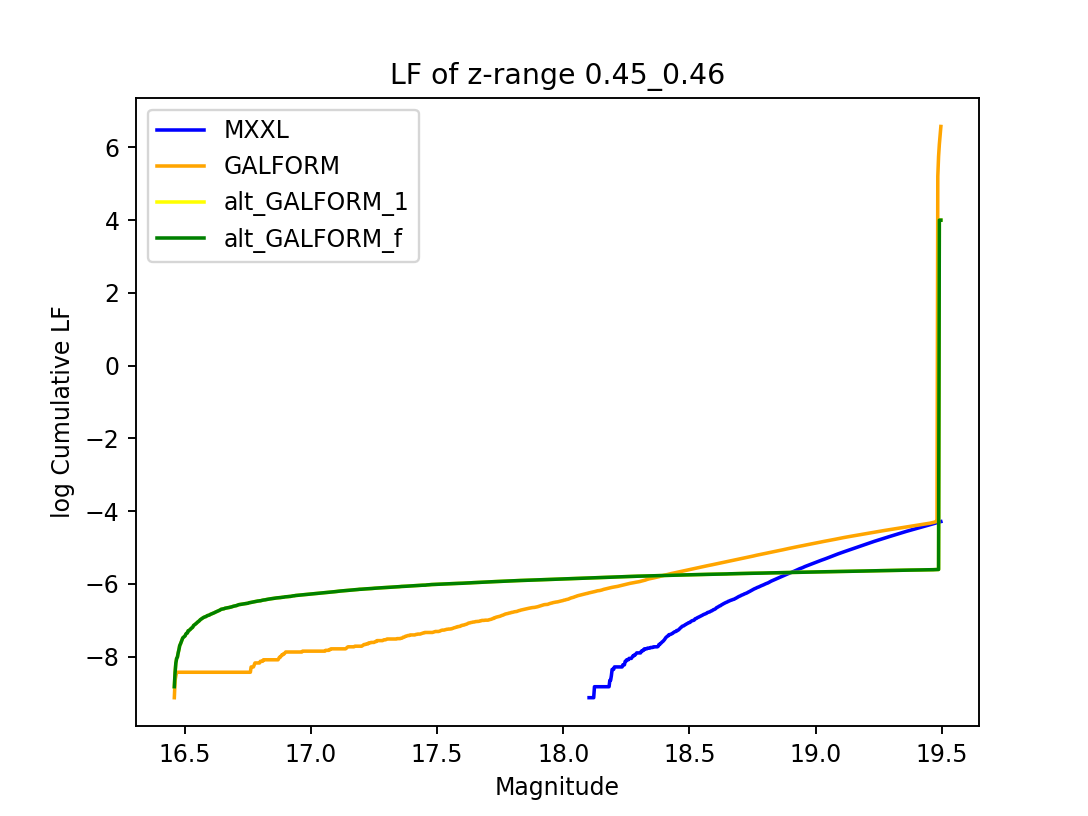 LF of z-range 0.45_0.46
MXXL
GALFORM
alt_GALFORM_1
alt_GALFORM_f
log Cumulative LF
6
4
2
0
−2
−4
−6
−8
16.5 17.0 17.5 18.0 18.5 19.0 19.5
Magnitude